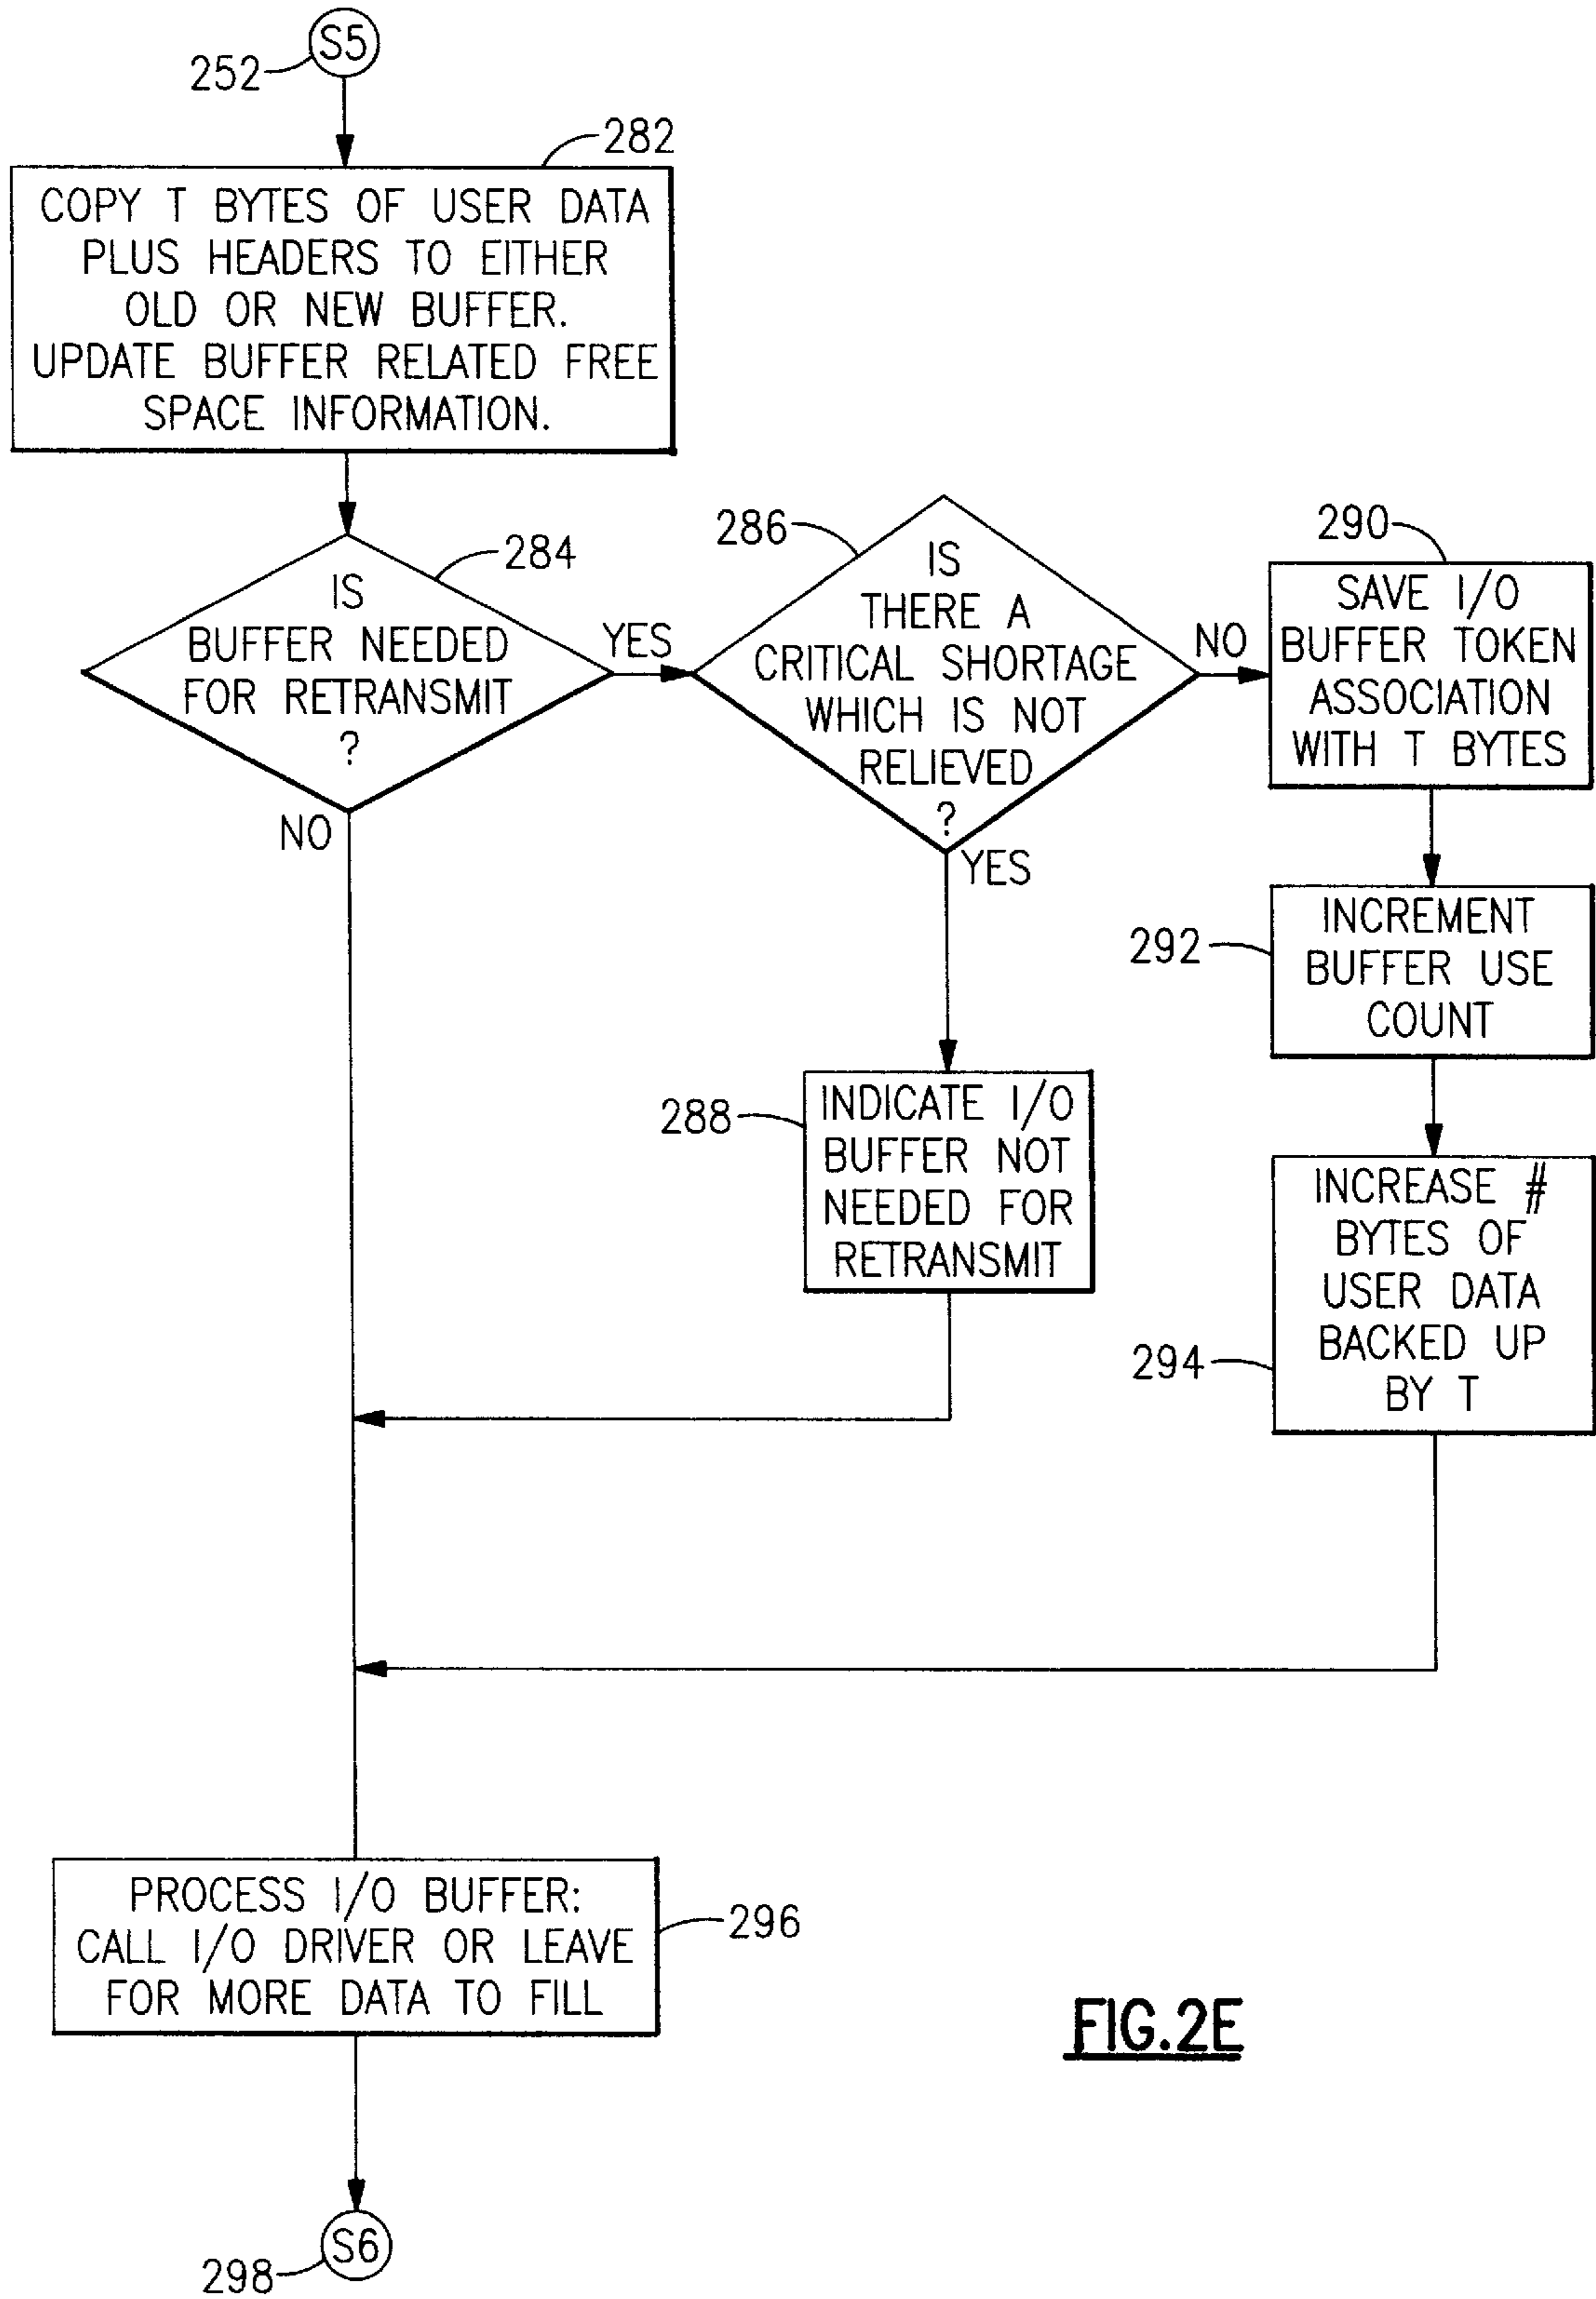 S5
252
282
COPY T BYTES OF USER DATA
PLUS HEADERS TO EITHER
OLD OR NEW BUFFER.
UPDATE BUFFER RELATED FREE
SPACE INFORMATION.
284
IS
BUFFER NEEDED
FOR RETRANSMIT
?
YES
NO
286
IS
THERE A
CRITICAL SHORTAGE
WHICH IS NOT
RELIEVED
?
NO
YES
290
SAVE I/O
BUFFER TOKEN
ASSOCIATION
WITH T BYTES
292
INCREMENT
BUFFER USE
COUNT
288
INDICATE I/O
BUFFER NOT
NEEDED FOR
RETRANSMIT
294
INCREASE #
BYTES OF
USER DATA
BACKED UP
BY T
PROCESS I/O BUFFER:
CALL I/O DRIVER OR LEAVE
FOR MORE DATA TO FILL
296
FIG.2E
S6
298